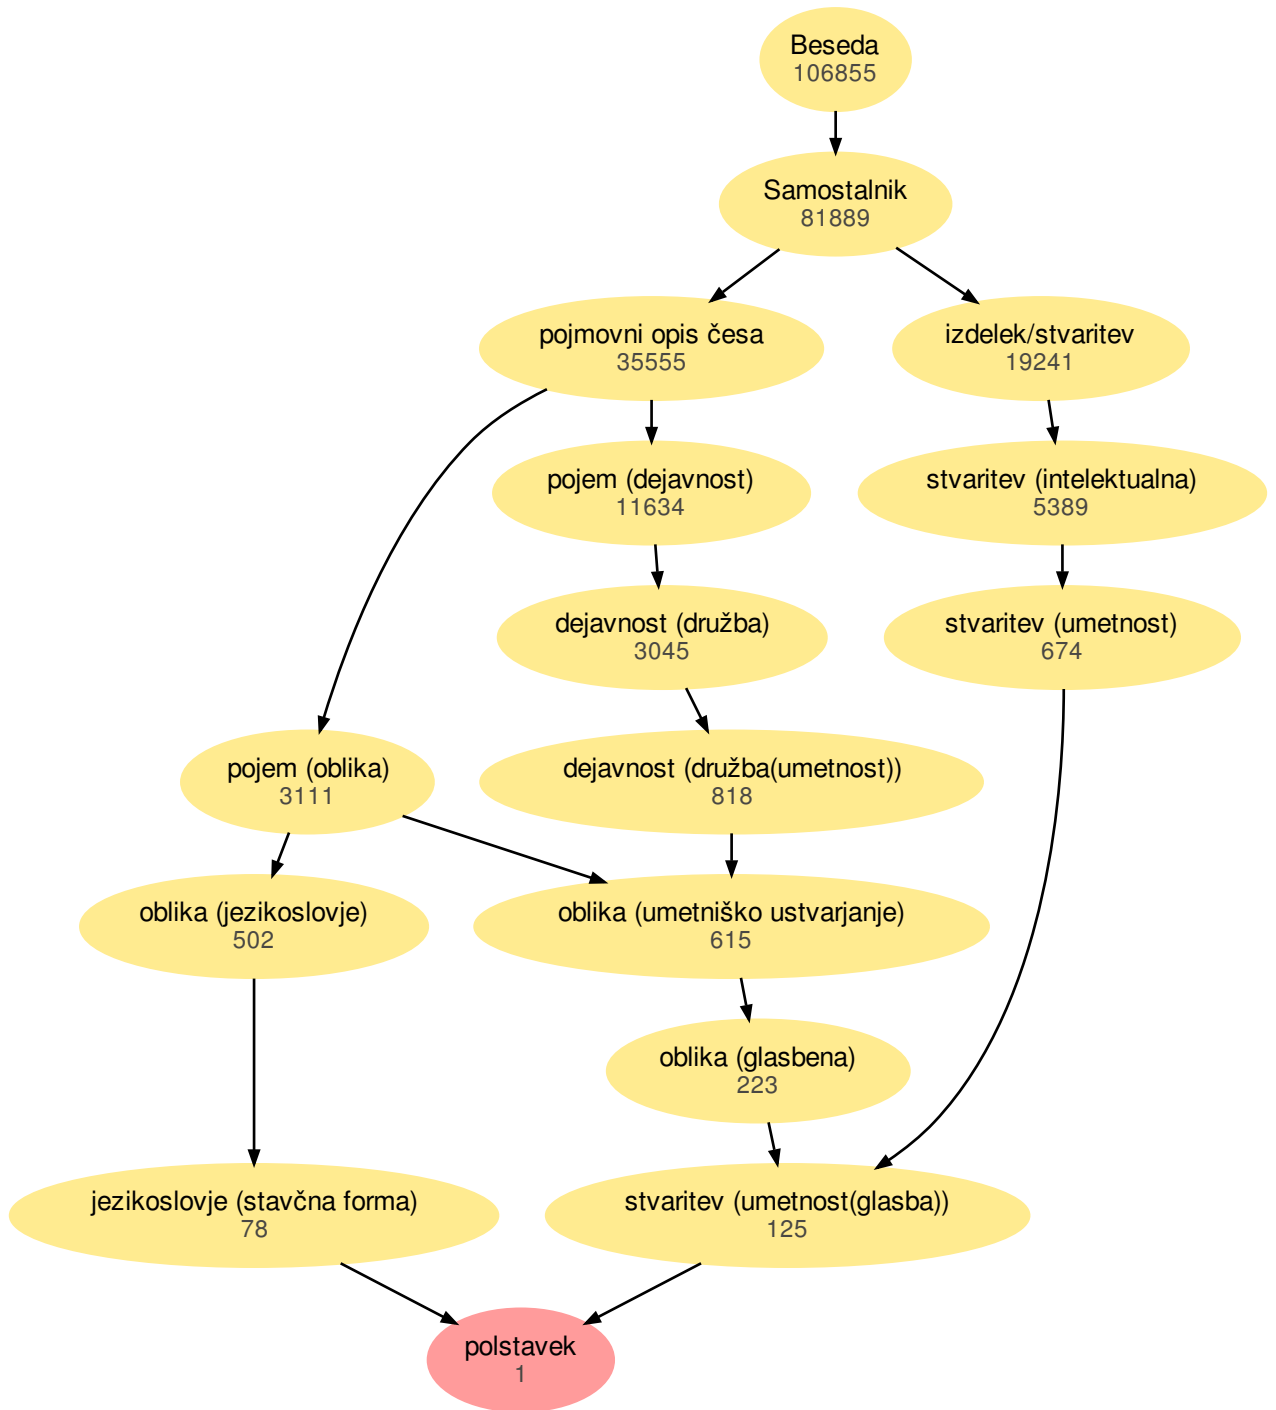 Beseda
106855
Samostalnik
81889
pojmovni opis česa
35555
izdelek/stvaritev
19241
pojem (dejavnost)
11634
stvaritev (intelektualna)
5389
dejavnost (družba)
3045
stvaritev (umetnost)
674
pojem (oblika)
3111
dejavnost (družba(umetnost))
818
oblika (jezikoslovje)
502
oblika (umetniško ustvarjanje)
615
oblika (glasbena)
223
jezikoslovje (stavčna forma)
78
stvaritev (umetnost(glasba))
125
polstavek
1